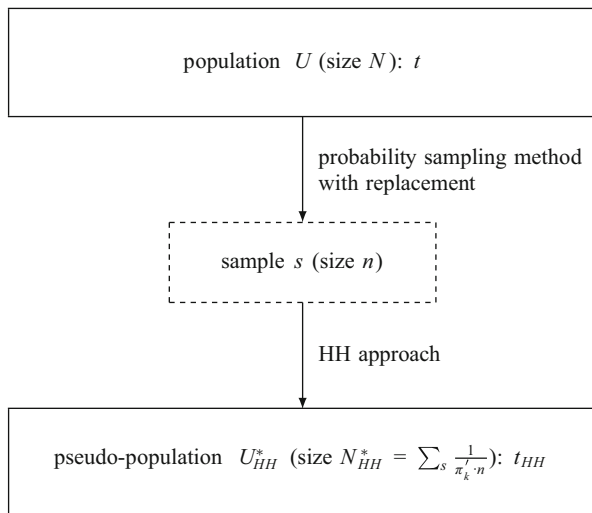 population U (size N): t
probability sampling method
with replacement
sample s (size n)
HH approach
pseudo-population U*_HH (size N*_HH = ∑_s 1/(π′_k·n)): t_HH